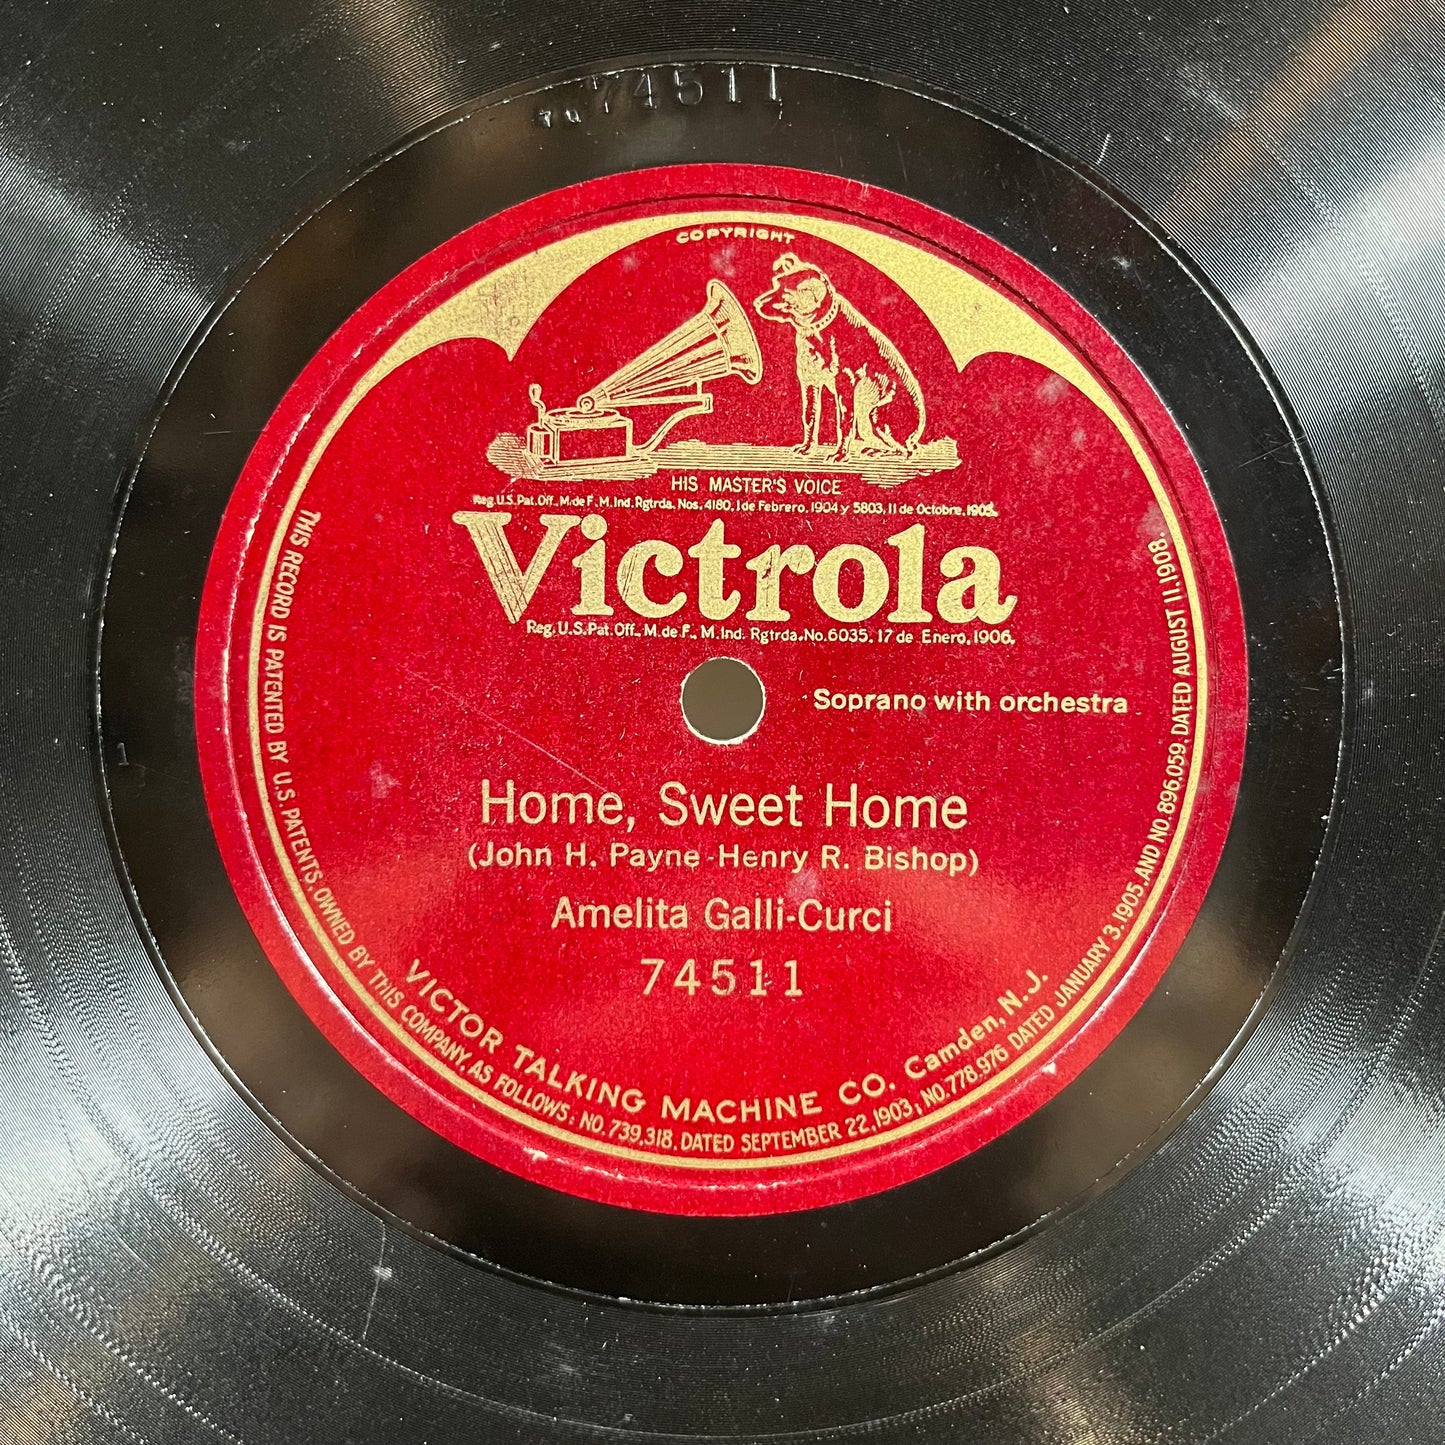 74511
COPYRIGHT
HIS MASTER'S VOICE
Reg. U.S. Pat. Off., M. de F., M. Ind. Rgtrda. Nos. 4180, 1 de Febrero, 1904 y 5803, 11 de Octubre, 1905.
Victrola
Reg. U.S. Pat. Off., M. de F., M. Ind. Rgtrda. No. 6035, 17 de Enero, 1906.
Soprano with orchestra
Home, Sweet Home
(John H. Payne-Henry R. Bishop)
Amelita Galli-Curci
74511
VICTOR TALKING MACHINE CO. Camden, N.J.
THIS RECORD IS PATENTED BY U.S. PATENTS, OWNED BY THIS COMPANY, AS FOLLOWS: NO. 739,318, DATED SEPTEMBER 22, 1903; NO. 778,976 DATED JANUARY 3, 1905, AND NO. 896,059, DATED AUGUST 11, 1908.
1